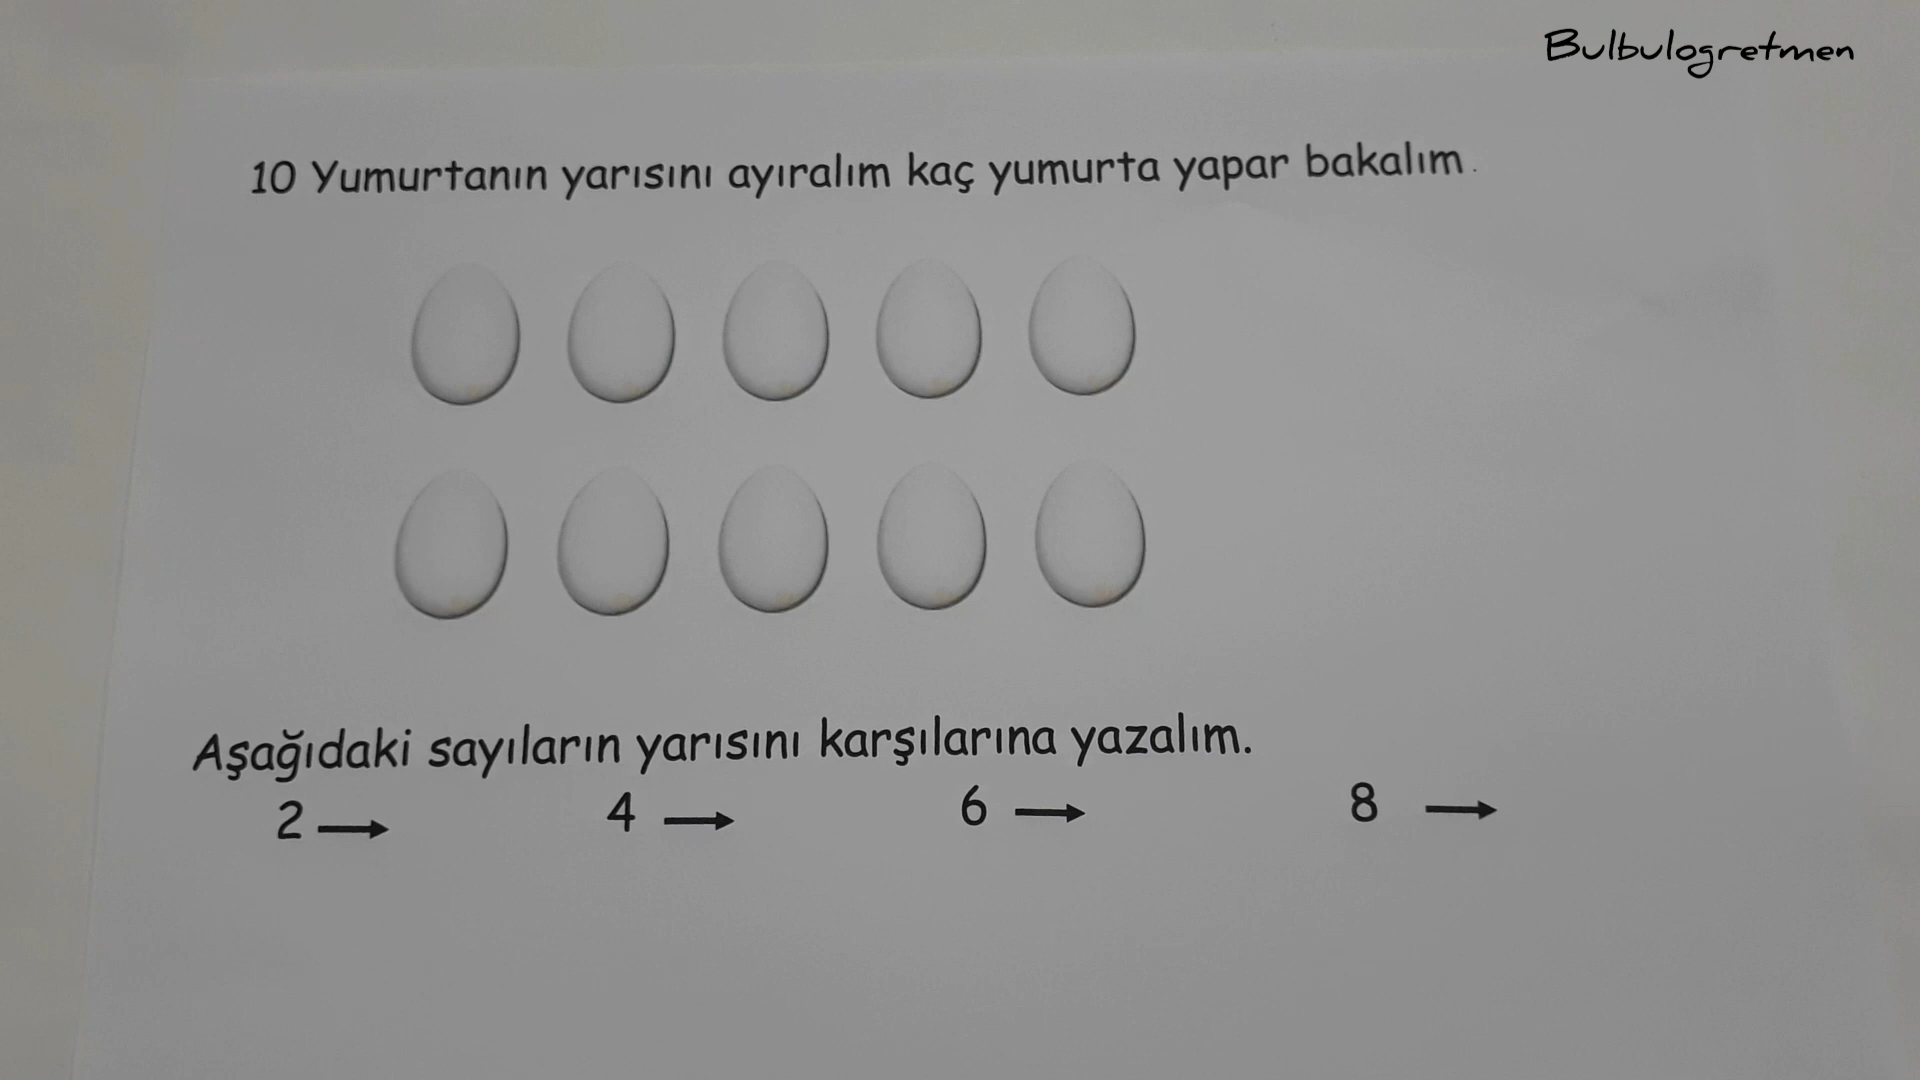 Bulbulogretmen
10 Yumurtanın yarısını ayıralım kaç yumurta yapar bakalım.
Aşağıdaki sayıların yarısını karşılarına yazalım.
2 → 4 → 6 → 8 →